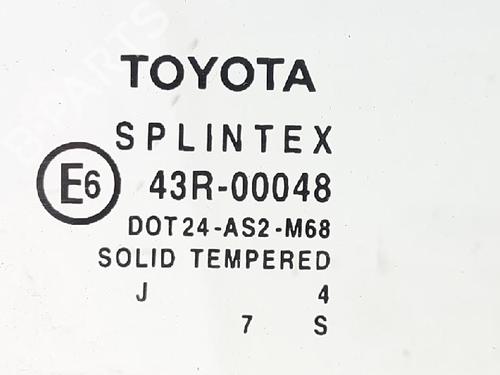 TOYOTA
SPLINTEX
E6 43R-00048
DOT24-AS2-M68
SOLID TEMPERED
J 4
7 S